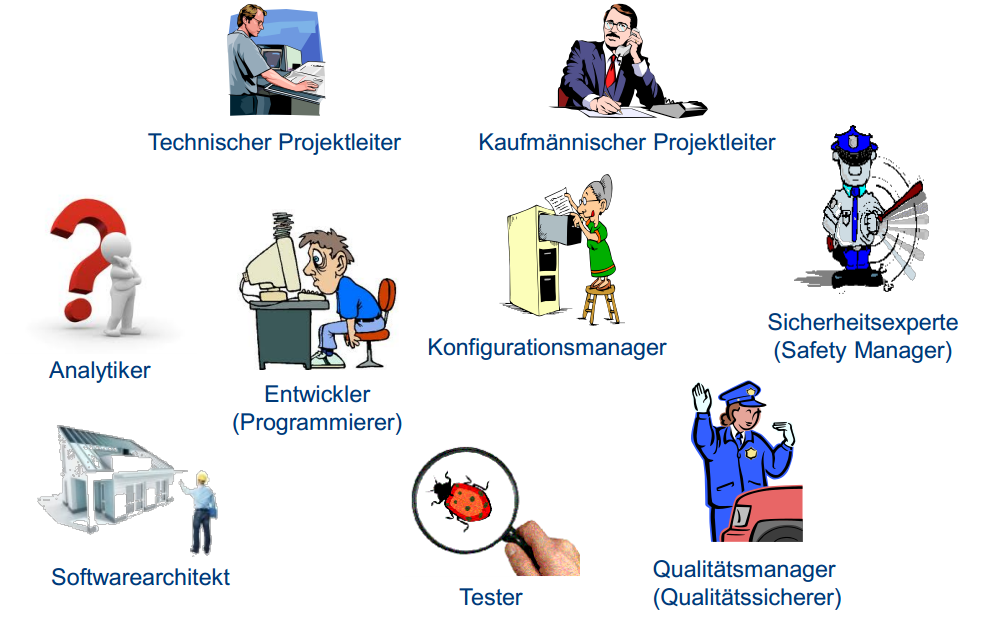 Technischer Projektleiter
Kaufmännischer Projektleiter
Sicherheitsexperte
(Safety Manager)
Konfigurationsmanager
Analytiker
Entwickler
(Programmierer)
Softwarearchitekt
Tester
Qualitätsmanager
(Qualitätssicherer)